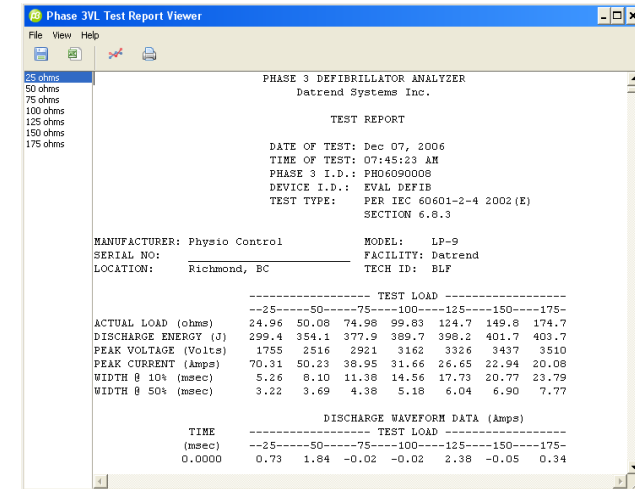 Phase 3VL Test Report Viewer
File View Help
25 ohms
50 ohms
75 ohms
100 ohms
125 ohms
150 ohms
175 ohms
PHASE 3 DEFIBRILLATOR ANALYZER
Datrend Systems Inc.
TEST REPORT
DATE OF TEST: Dec 07, 2006
TIME OF TEST: 07:45:23 AM
PHASE 3 I.D.: PH06090008
DEVICE I.D.: EVAL DEFIB
TEST TYPE: PER IEC 60601-2-4 2002(E)
SECTION 6.8.3
MANUFACTURER: Physio Control MODEL: LP-9
SERIAL NO: FACILITY: Datrend
LOCATION: Richmond, BC TECH ID: BLF
------------------ TEST LOAD ------------------
--25-----50-----75----100----125----150----175-
ACTUAL LOAD (ohms) 24.96 50.08 74.98 99.83 124.7 149.8 174.7
DISCHARGE ENERGY (J) 299.4 354.1 377.9 389.7 398.2 401.7 403.7
PEAK VOLTAGE (Volts) 1755 2516 2921 3162 3326 3437 3510
PEAK CURRENT (Amps) 70.31 50.23 38.95 31.66 26.65 22.94 20.08
WIDTH @ 10% (msec) 5.26 8.10 11.38 14.56 17.73 20.77 23.79
WIDTH @ 50% (msec) 3.22 3.69 4.38 5.18 6.04 6.90 7.77
DISCHARGE WAVEFORM DATA (Amps)
TIME ------------------ TEST LOAD ------------------
(msec) --25-----50-----75----100----125----150----175-
0.0000 0.73 1.84 -0.02 -0.02 2.38 -0.05 0.34